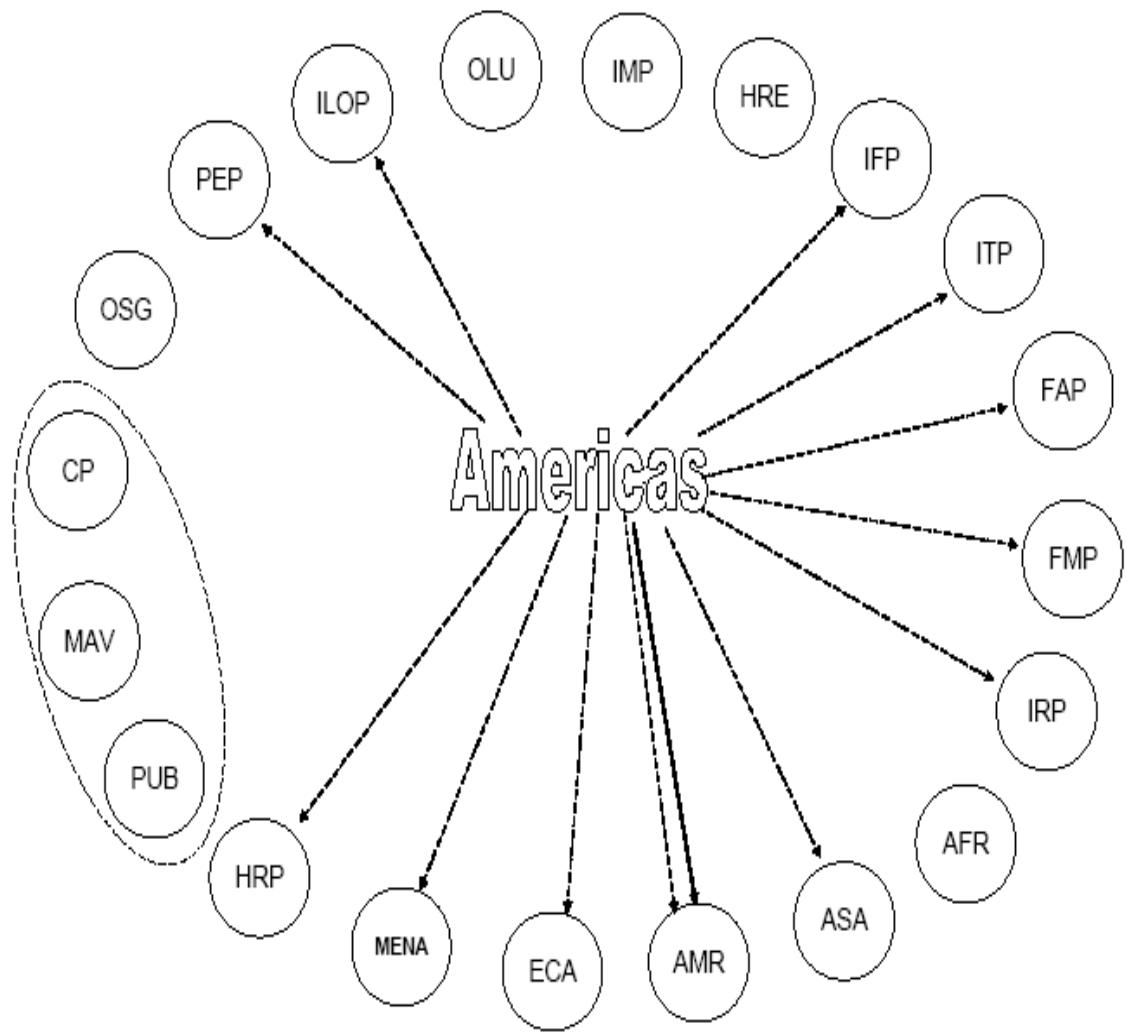 OLU
IMP
HRE
ILOP
IFP
PEP
ITP
OSG
FAP
CP
Americas
FMP
MAV
IRP
PUB
AFR
HRP
ASA
MENA
ECA
AMR